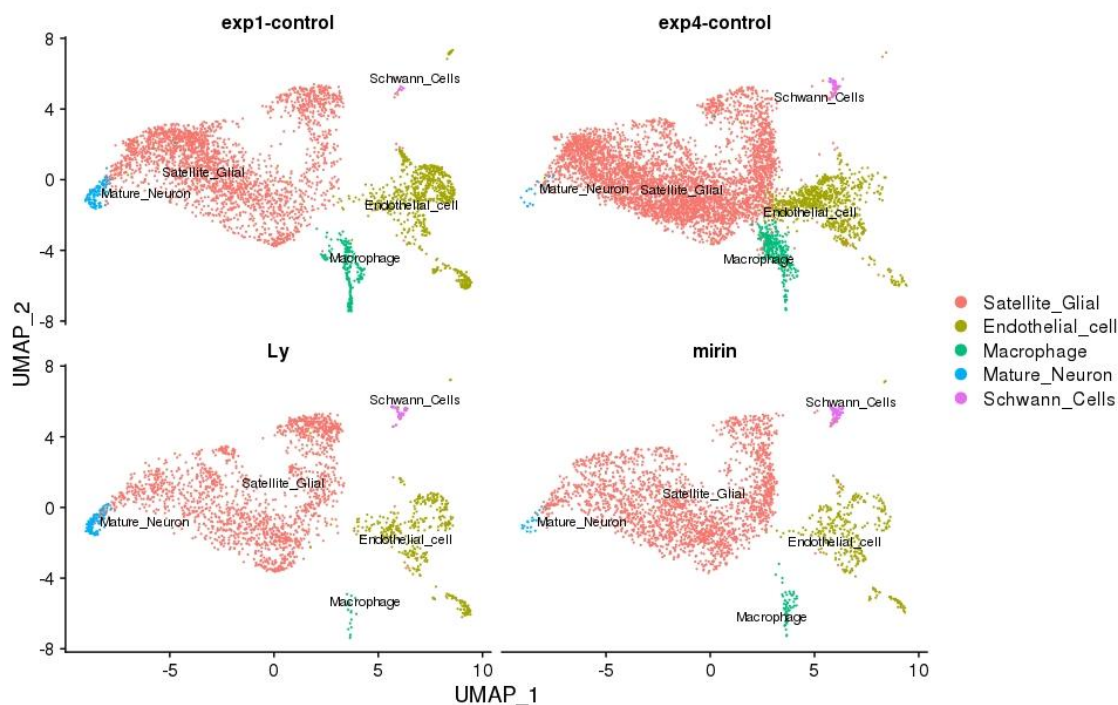 exp1-control
exp4-control
8
4
0
-4
-8
Schwann_Cells
Satellite_Glial
Mature_Neuron
Endothelial_cell
Macrophage
Schwann_Cells
Mature_Neuron
Satellite_Glial
Endothelial_cell
Macrophage
UMAP_2
Satellite_Glial
Endothelial_cell
Macrophage
Mature_Neuron
Schwann_Cells
Ly
mirin
8
4
0
-4
-8
Schwann_Cells
Satellite_Glial
Mature_Neuron
Endothelial_cell
Macrophage
Schwann_Cells
Satellite_Glial
Mature_Neuron
Endothelial_cell
Macrophage
-5 0 5 10 -5 0 5 10
UMAP_1